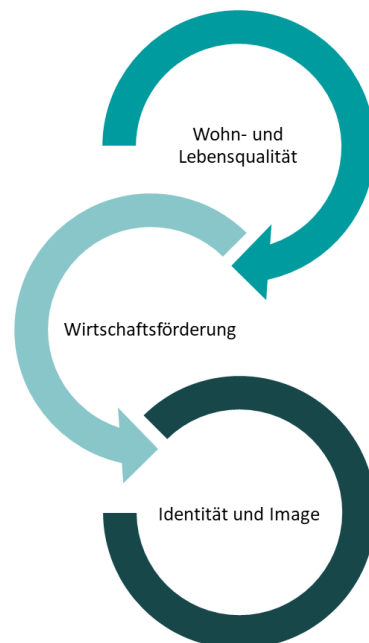 Wohn- und
Lebensqualität
Wirtschaftsförderung
Identität und Image